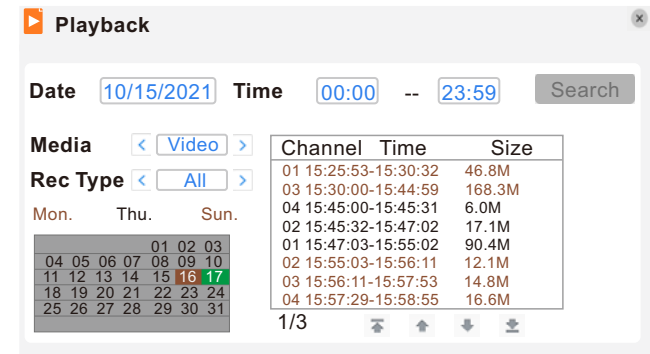 Playback
Date 10/15/2021 Time 00:00 -- 23:59 Search
Media < Video >
Rec Type < All >
Mon. Thu. Sun.
01 02 03
04 05 06 07 08 09 10
11 12 13 14 15 16 17
18 19 20 21 22 23 24
25 26 27 28 29 30 31
Channel Time Size
01 15:25:53-15:30:32 46.8M
03 15:30:00-15:44:59 168.3M
04 15:45:00-15:45:31 6.0M
02 15:45:32-15:47:02 17.1M
01 15:47:03-15:55:02 90.4M
02 15:55:03-15:56:11 12.1M
03 15:56:11-15:57:53 14.8M
04 15:57:29-15:58:55 16.6M
1/3